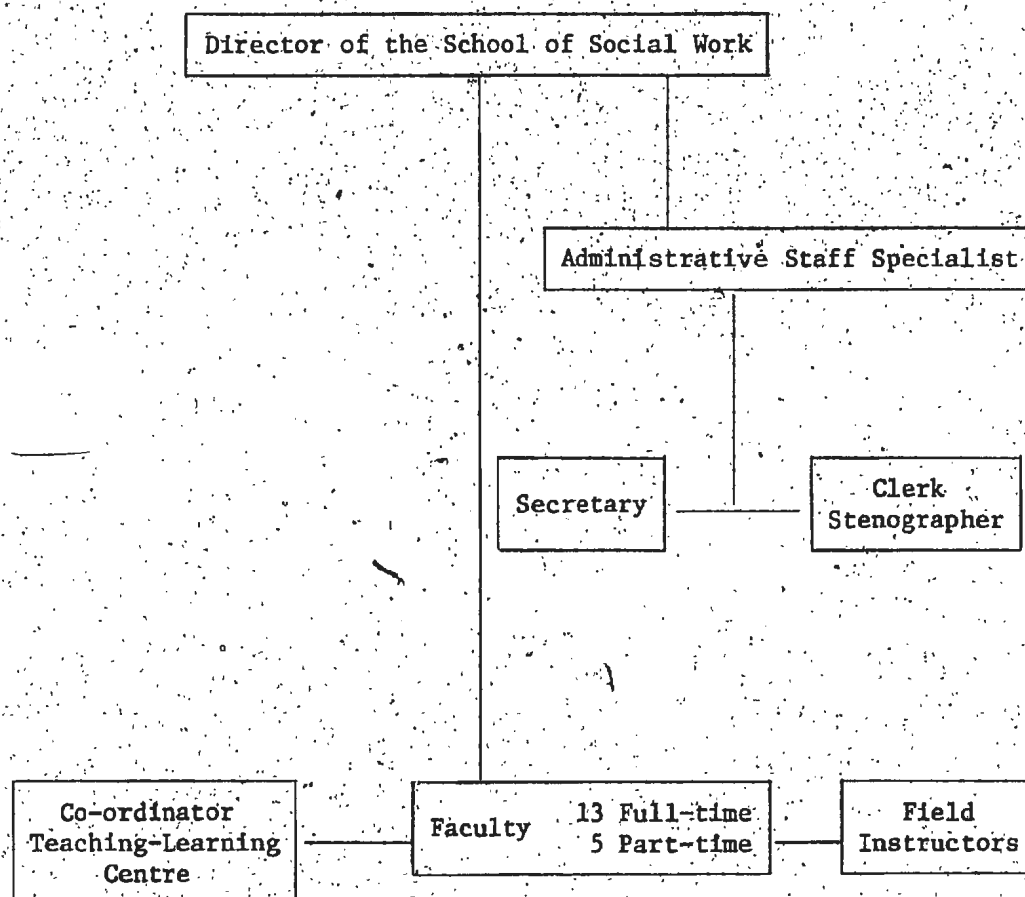 Director of the School of Social Work
Administrative Staff Specialist
Secretary
Clerk
Stenographer
Co-ordinator
Teaching-Learning
Centre
Faculty 13 Full-time
5 Part-time
Field
Instructors